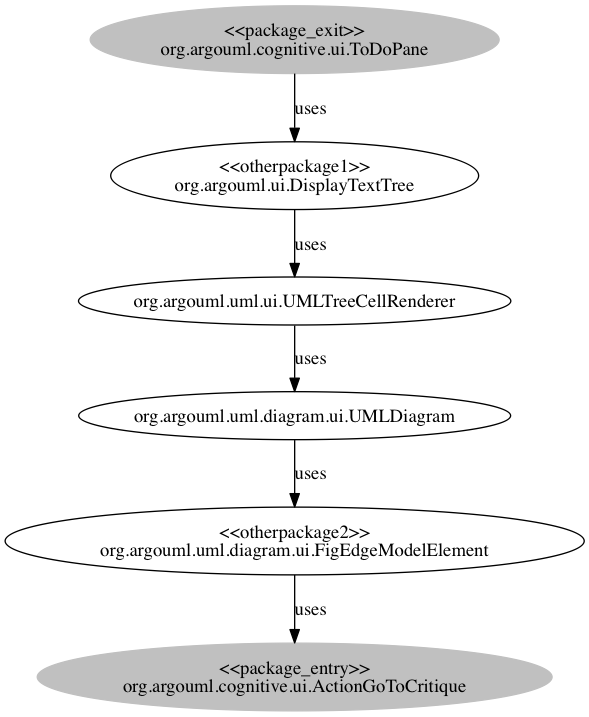 <<package_exit>>
org.argouml.cognitive.ui.ToDoPane
uses
<<otherpackage1>>
org.argouml.ui.DisplayTextTree
uses
org.argouml.uml.ui.UMLTreeCellRenderer
uses
org.argouml.uml.diagram.ui.UMLDiagram
uses
<<otherpackage2>>
org.argouml.uml.diagram.ui.FigEdgeModelElement
uses
<<package_entry>>
org.argouml.cognitive.ui.ActionGoToCritique